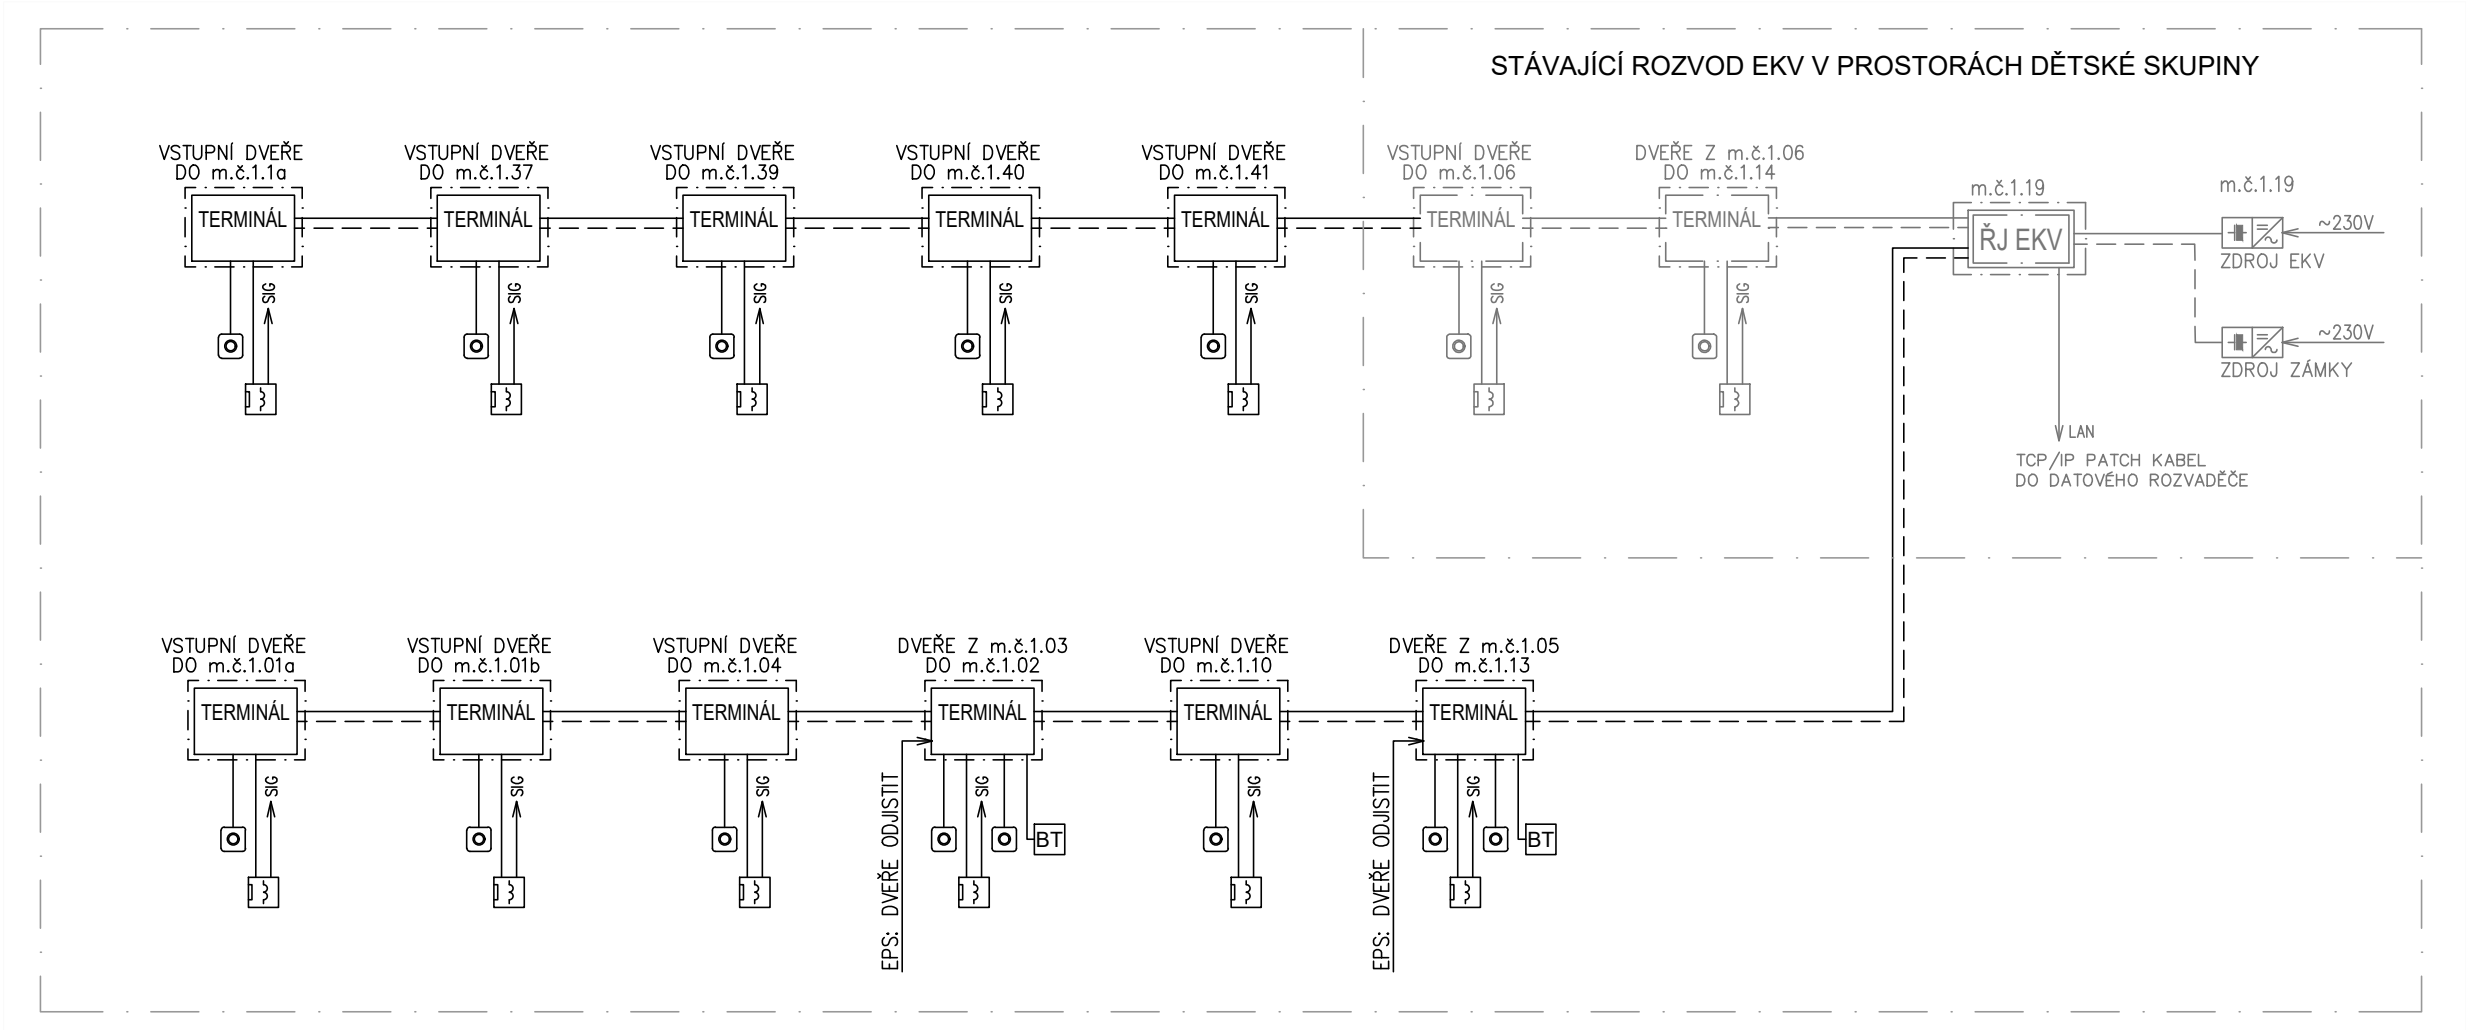 STÁVAJÍCÍ ROZVOD EKV V PROSTORÁCH DĚTSKÉ SKUPINY
VSTUPNÍ DVEŘE
DO m.č.1.1a
TERMINÁL
SIG
VSTUPNÍ DVEŘE
DO m.č.1.37
TERMINÁL
SIG
VSTUPNÍ DVEŘE
DO m.č.1.39
TERMINÁL
SIG
VSTUPNÍ DVEŘE
DO m.č.1.40
TERMINÁL
SIG
VSTUPNÍ DVEŘE
DO m.č.1.41
TERMINÁL
SIG
VSTUPNÍ DVEŘE
DO m.č.1.06
TERMINÁL
SIG
DVEŘE Z m.č.1.06
DO m.č.1.14
TERMINÁL
SIG
m.č.1.19
ŘJ EKV
m.č.1.19
~230V
ZDROJ EKV
~230V
ZDROJ ZÁMKY
LAN
TCP/IP PATCH KABEL
DO DATOVÉHO ROZVADĚČE
VSTUPNÍ DVEŘE
DO m.č.1.01a
TERMINÁL
SIG
VSTUPNÍ DVEŘE
DO m.č.1.01b
TERMINÁL
SIG
VSTUPNÍ DVEŘE
DO m.č.1.04
TERMINÁL
SIG
DVEŘE Z m.č.1.03
DO m.č.1.02
TERMINÁL
EPS: DVEŘE ODJISTIT
SIG
BT
VSTUPNÍ DVEŘE
DO m.č.1.10
TERMINÁL
SIG
DVEŘE Z m.č.1.05
DO m.č.1.13
TERMINÁL
EPS: DVEŘE ODJISTIT
SIG
BT